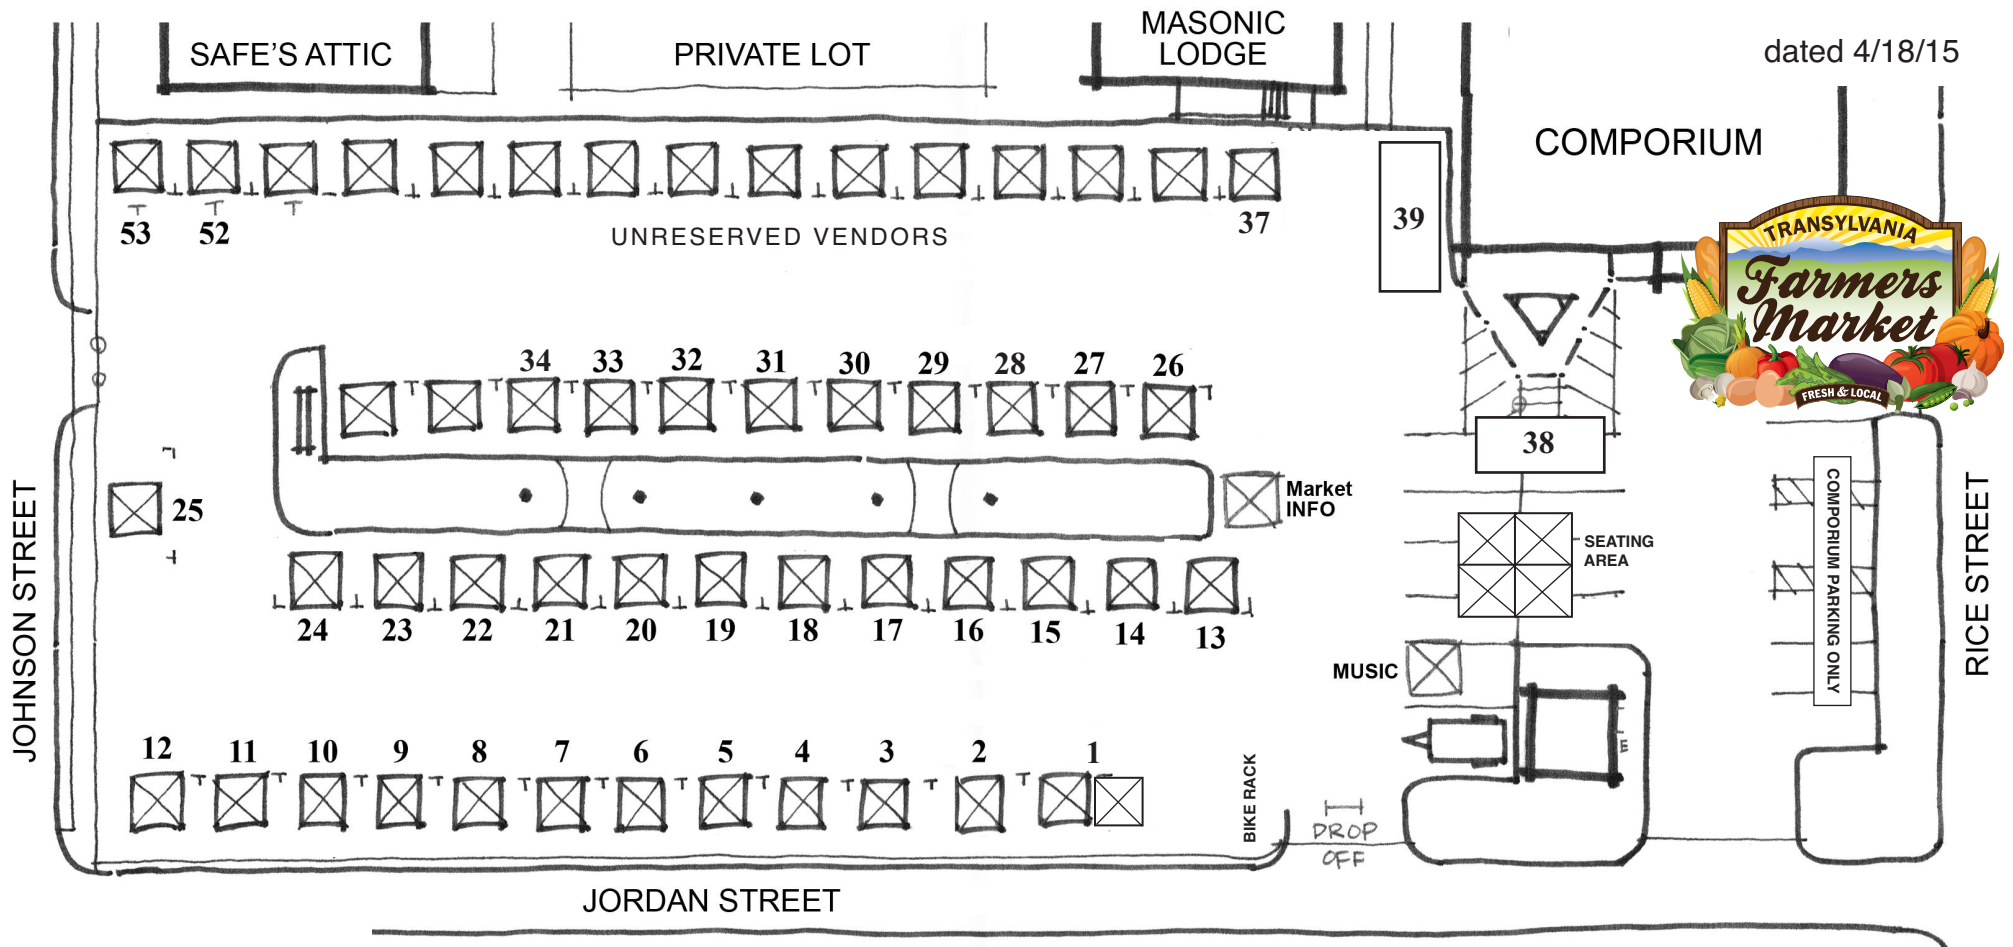 SAFE'S ATTIC
PRIVATE LOT
MASONIC
LODGE
dated 4/18/15
COMPORIUM
TRANSYLVANIA
Farmers
Market
FRESH & LOCAL
53
52
37
39
UNRESERVED VENDORS
34
33
32
31
30
29
28
27
26
38
25
Market
INFO
SEATING
AREA
COMPORIUM PARKING ONLY
JOHNSON STREET
RICE STREET
24
23
22
21
20
19
18
17
16
15
14
13
MUSIC
12
11
10
9
8
7
6
5
4
3
2
1
BIKE RACK
DROP
OFF
JORDAN STREET